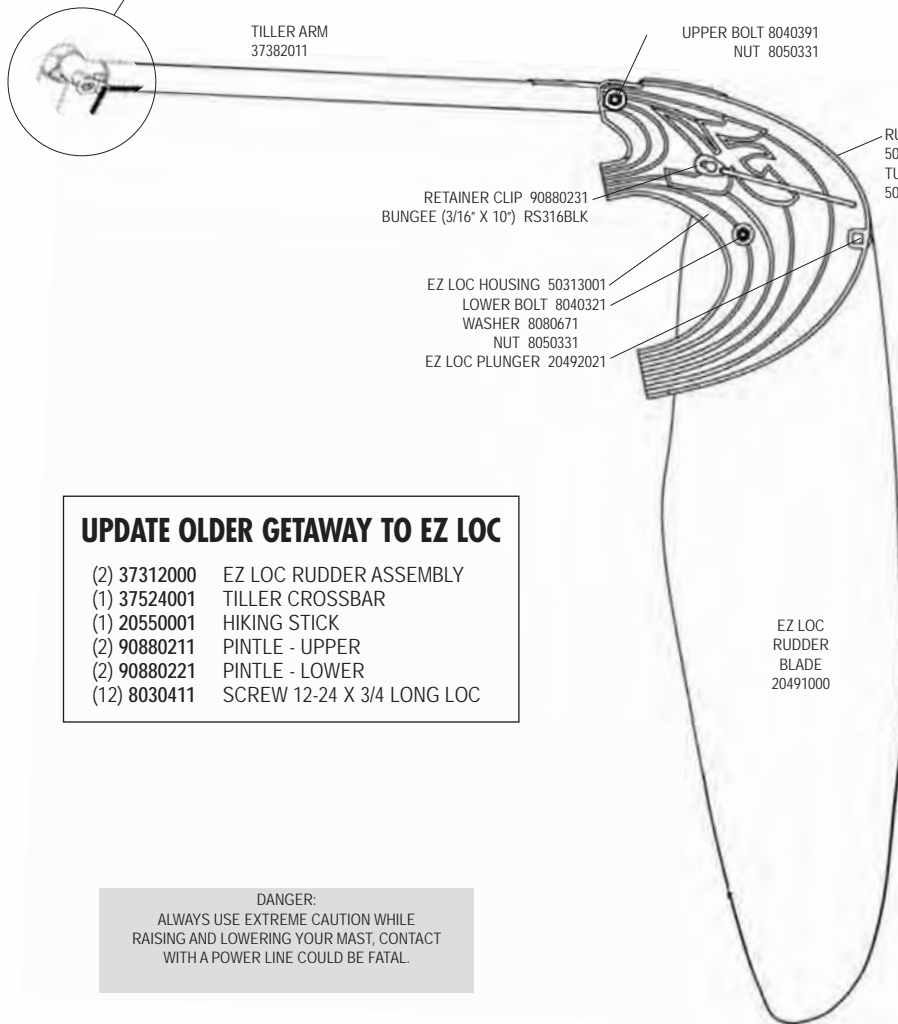 TILLER ARM
37382011
UPPER BOLT 8040391
NUT 8050331
RU
50
TU
50
RETAINER CLIP 90880231
BUNGEE (3/16" X 10") RS316BLK
EZ LOC HOUSING 50313001
LOWER BOLT 8040321
WASHER 8080671
NUT 8050331
EZ LOC PLUNGER 20492021
UPDATE OLDER GETAWAY TO EZ LOC
(2) 37312000 EZ LOC RUDDER ASSEMBLY
(1) 37524001 TILLER CROSSBAR
(1) 20550001 HIKING STICK
(2) 90880211 PINTLE - UPPER
(2) 90880221 PINTLE - LOWER
(12) 8030411 SCREW 12-24 X 3/4 LONG LOC
EZ LOC
RUDDER
BLADE
20491000
DANGER:
ALWAYS USE EXTREME CAUTION WHILE
RAISING AND LOWERING YOUR MAST, CONTACT
WITH A POWER LINE COULD BE FATAL.